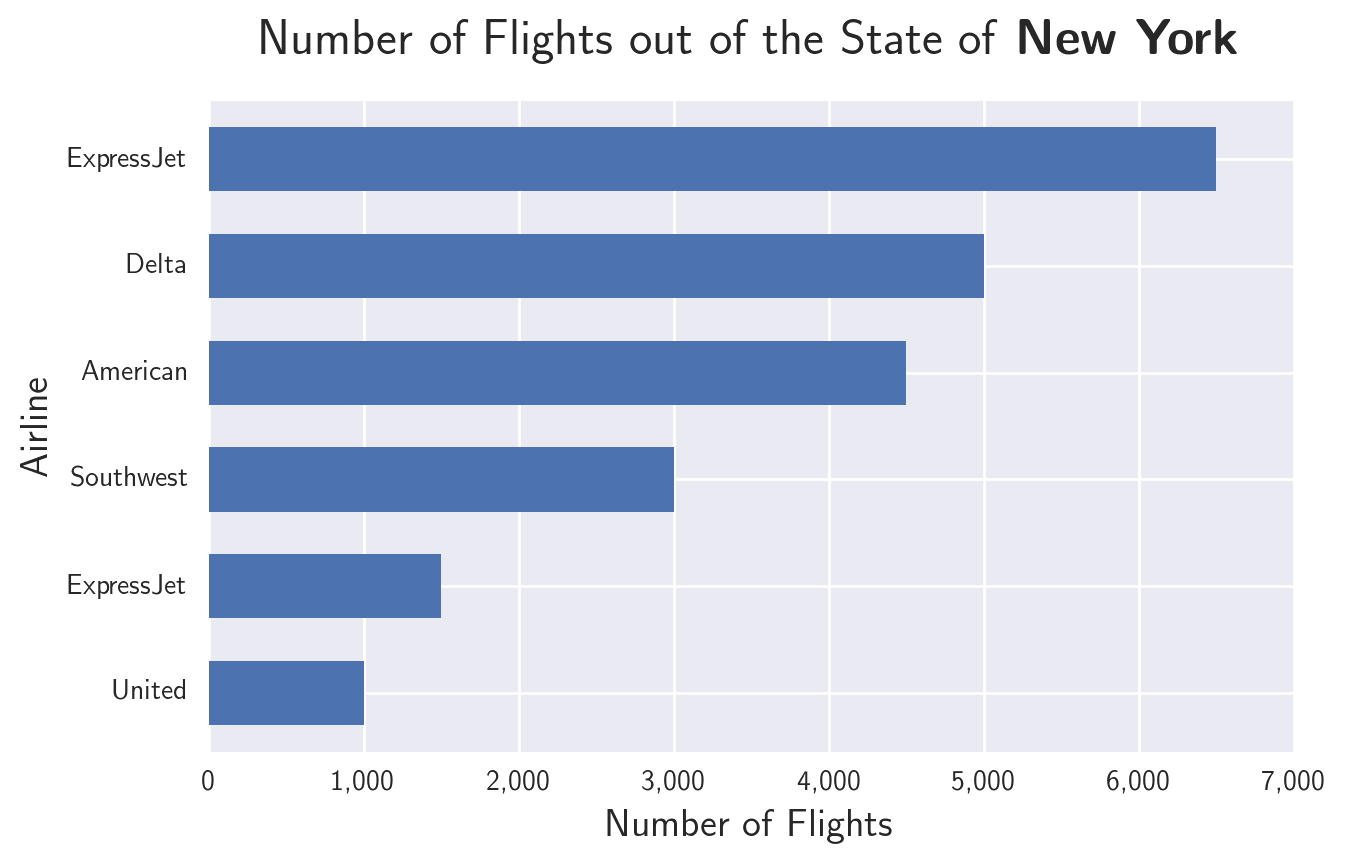 Number of Flights out of the State of New York
ExpressJet
Delta
American
Southwest
ExpressJet
United
Airline
0 1,000 2,000 3,000 4,000 5,000 6,000 7,000
Number of Flights